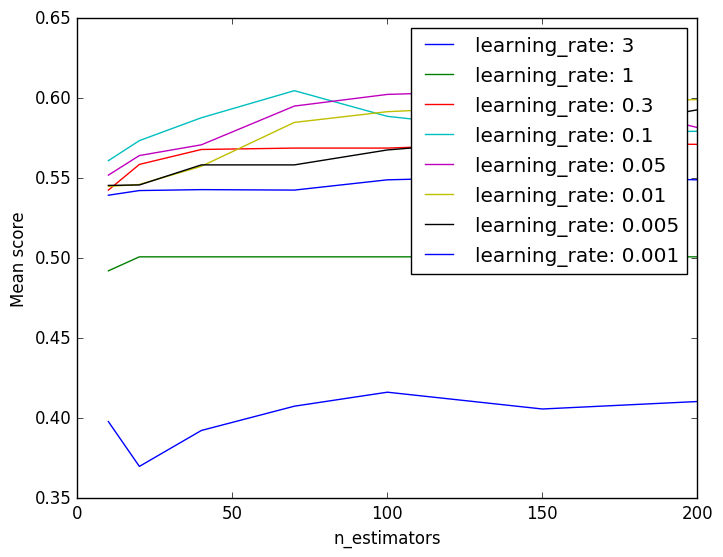 0.65
0.60
0.55
0.50
0.45
0.40
0.35
Mean score
learning_rate: 3
learning_rate: 1
learning_rate: 0.3
learning_rate: 0.1
learning_rate: 0.05
learning_rate: 0.01
learning_rate: 0.005
learning_rate: 0.001
0 50 100 150 200
n_estimators